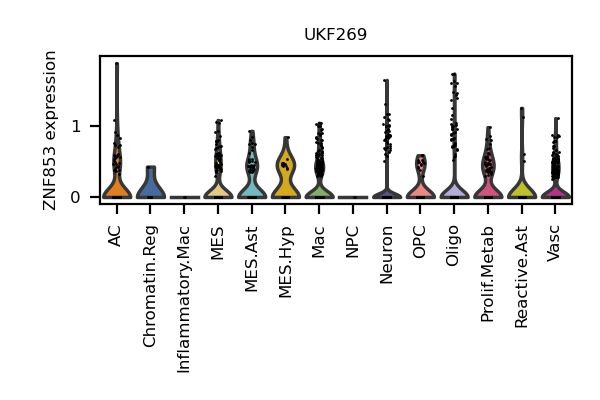 UKF269
ZNF853 expression
1
0
AC
Chromatin.Reg
Inflammatory.Mac
MES
MES.Ast
MES.Hyp
Mac
NPC
Neuron
OPC
Oligo
Prolif.Metab
Reactive.Ast
Vasc